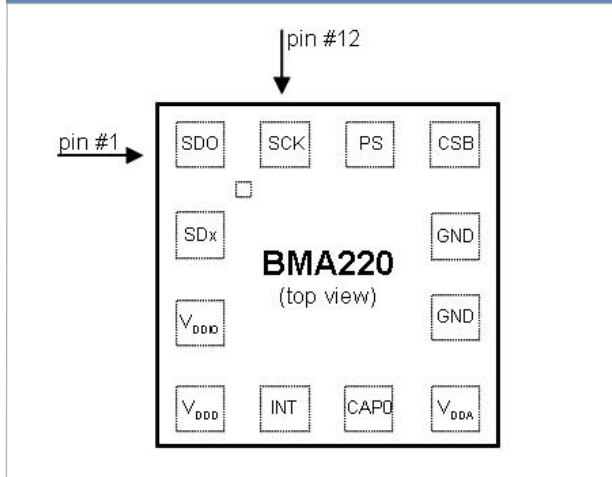 pin #12
pin #1
SDO SCK PS CSB
SDx GND
BMA220
(top view)
VDDIO GND
VDDD INT CAP0 VDDA